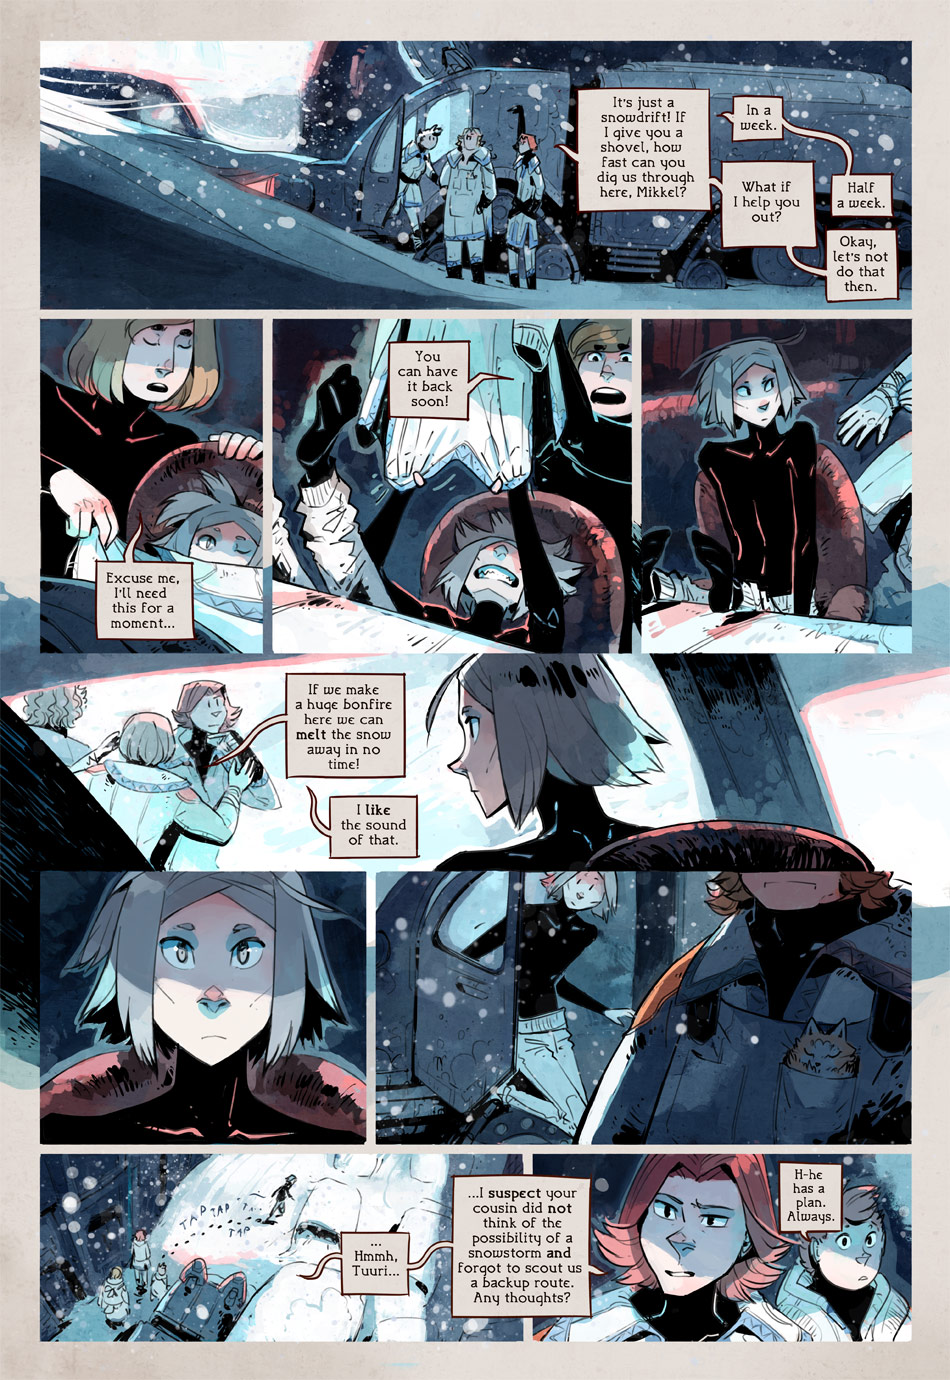 It's just a
snowdrift! If
I give you a
shovel, how
fast can you
dig us through
here, Mikkel?
In a
week.
What if
I help you
out?
Half
a week.
Okay,
let's not
do that
then.
Excuse me,
I'll need
this for a
moment...
You
can have
it back
soon!
If we make
a huge bonfire
here we can
melt the snow
away in no
time!
I like
the sound
of that.
TAP TAP T...
TAP
...
Hmmh,
Tuuri...
...I suspect your
cousin did not
think of the
possibility of a
snowstorm and
forgot to scout us
a backup route.
Any thoughts?
H-he
has a
plan.
Always.